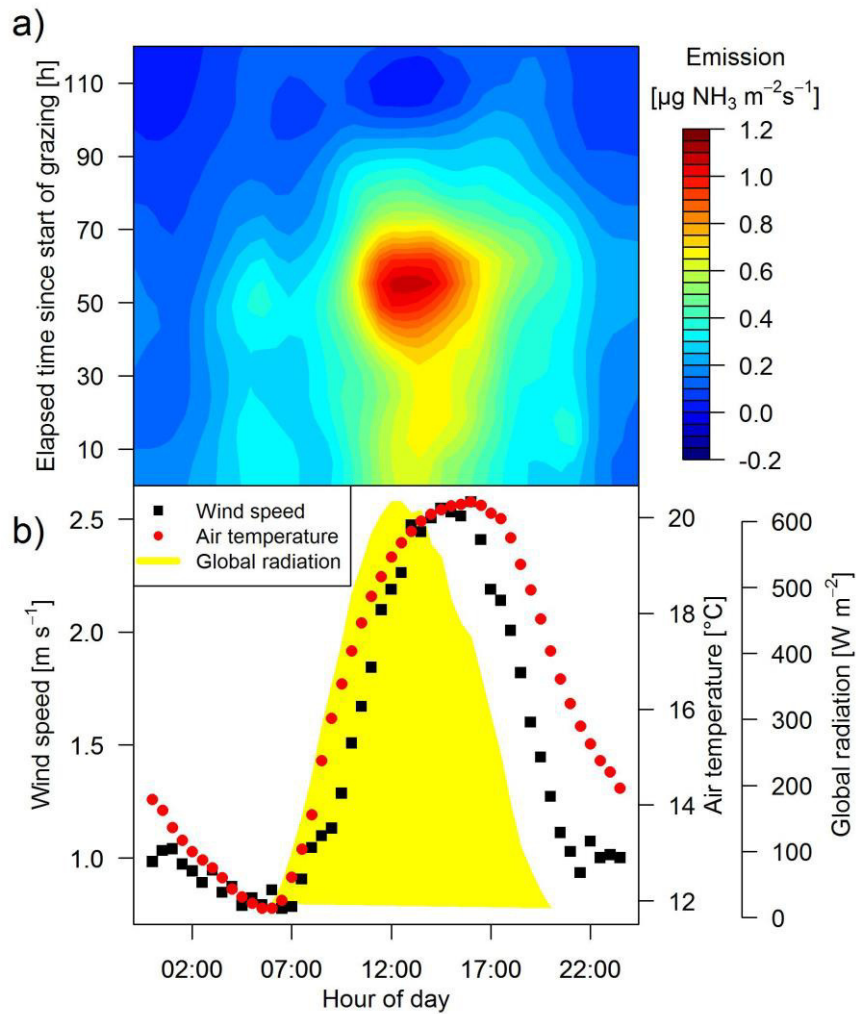 a)
Elapsed time since start of grazing [h]
110
90
70
50
30
10
Emission
[µg NH₃ m⁻²s⁻¹]
1.2
1.0
0.8
0.6
0.4
0.2
0.0
-0.2
b)
Wind speed
Air temperature
Global radiation
Wind speed [m s⁻¹]
2.5
2.0
1.5
1.0
20
18
16
14
12
Air temperature [°C]
600
500
400
300
200
100
0
Global radiation [W m⁻²]
02:00 07:00 12:00 17:00 22:00
Hour of day